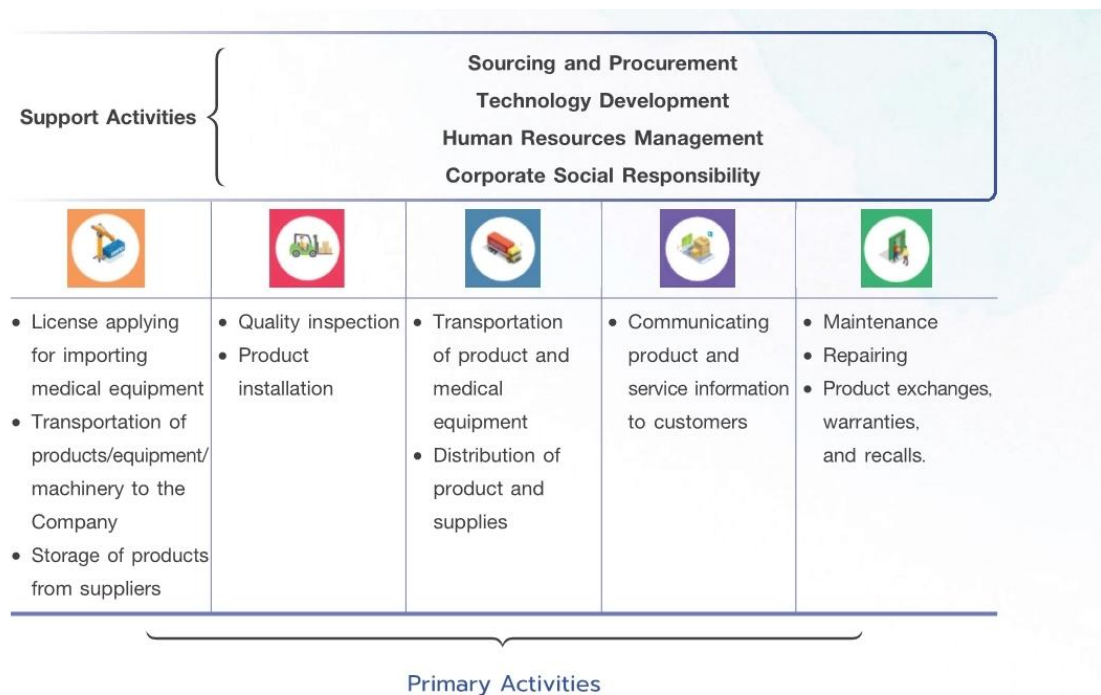 Sourcing and Procurement
Technology Development
Support Activities
Human Resources Management
Corporate Social Responsibility
• License applying
for importing
medical equipment
• Transportation of
products/equipment/
machinery to the
Company
• Storage of products
from suppliers
• Quality inspection
• Product
installation
• Transportation
of product and
medical
equipment
• Distribution of
product and
supplies
• Communicating
product and
service information
to customers
• Maintenance
• Repairing
• Product exchanges,
warranties,
and recalls.
Primary Activities